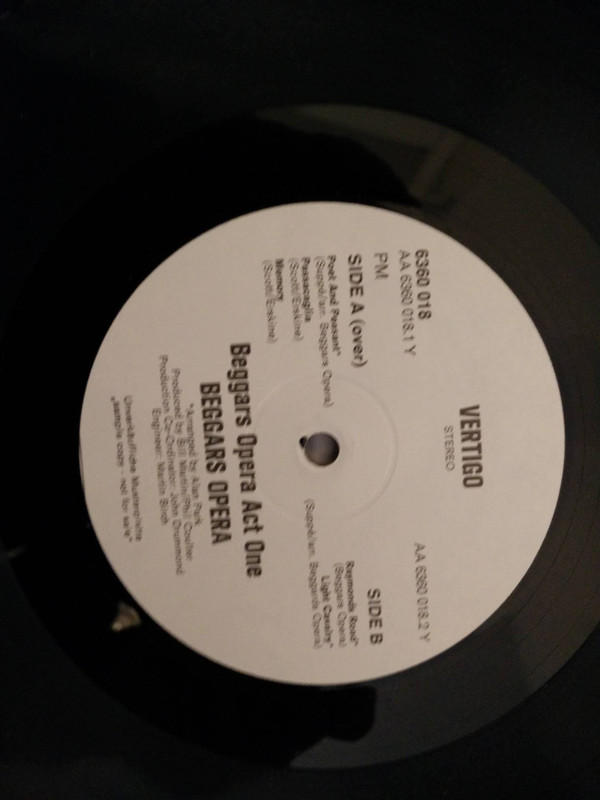 VERTIGO
STEREO
6360 018
AA 6360 018.1 Y
PM
SIDE A (over)
Poet And Peasant*
(Suppé/arr. Beggars Opera)
Passacaglia
(Scott/Erskine)
Memory
(Scott/Erskine)
AA 6360 018.2 Y
SIDE B
Raymonds Road*
(Beggars Opera)
Light Cavalry*
(Suppé/arr. Beggards Opera)
Beggars Opera Act One
BEGGARS OPERA
*Arranged by Alan Park
Produced by Bill Martin/Phil Coulter
Production Co-Ordinator: John Drummond
Engineer: Martin Birch
Unverkäufliche Musterplatte
„sample copy - not for sale"